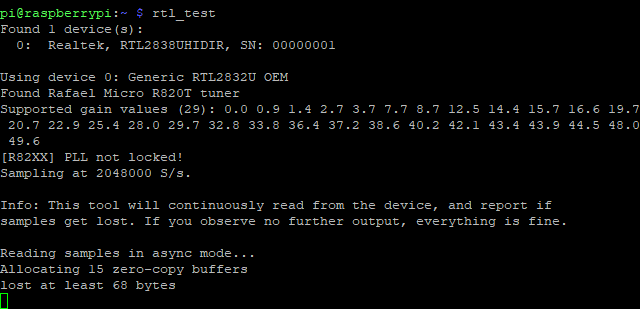 pi@raspberrypi:~ $ rtl_test
Found 1 device(s):
  0:  Realtek, RTL2838UHIDIR, SN: 00000001

Using device 0: Generic RTL2832U OEM
Found Rafael Micro R820T tuner
Supported gain values (29): 0.0 0.9 1.4 2.7 3.7 7.7 8.7 12.5 14.4 15.7 16.6 19.7
 20.7 22.9 25.4 28.0 29.7 32.8 33.8 36.4 37.2 38.6 40.2 42.1 43.4 43.9 44.5 48.0
 49.6
[R82XX] PLL not locked!
Sampling at 2048000 S/s.

Info: This tool will continuously read from the device, and report if
samples get lost. If you observe no further output, everything is fine.

Reading samples in async mode...
Allocating 15 zero-copy buffers
lost at least 68 bytes